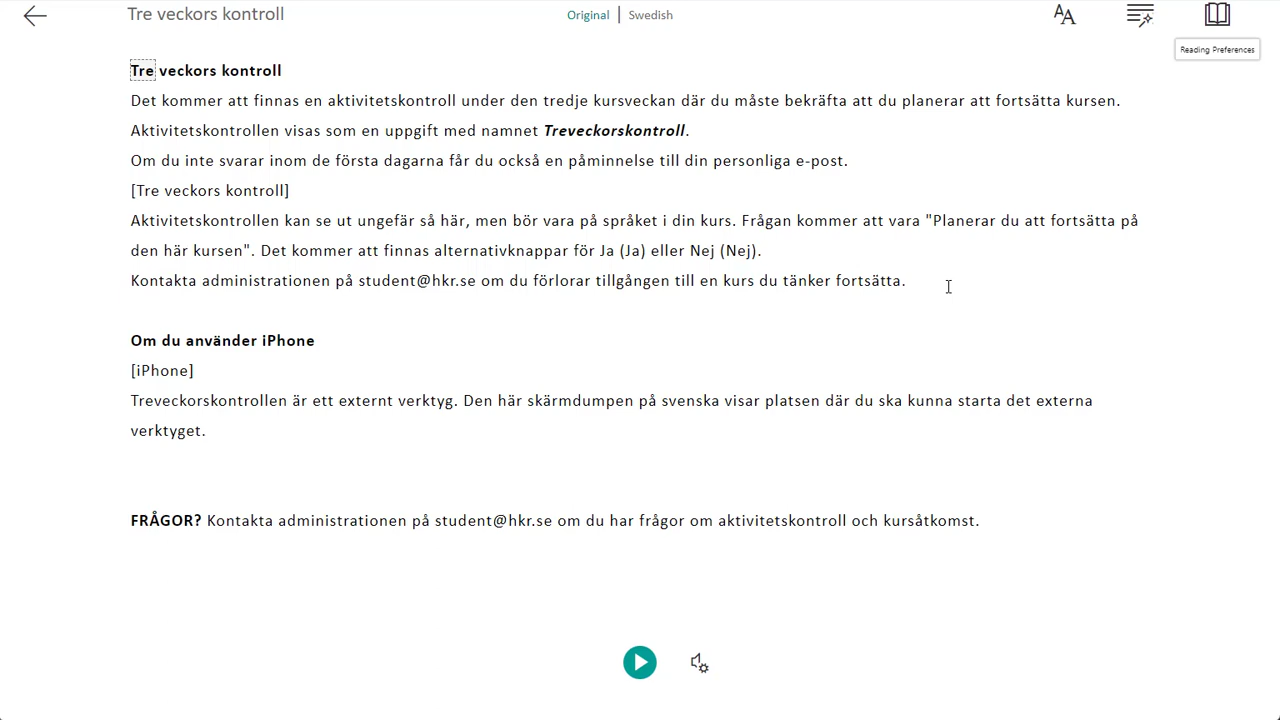 Tre veckors kontroll
Original | Swedish
Reading Preferences
Tre veckors kontroll
Det kommer att finnas en aktivitetskontroll under den tredje kursveckan där du måste bekräfta att du planerar att fortsätta kursen.
Aktivitetskontrollen visas som en uppgift med namnet Treveckorskontroll.
Om du inte svarar inom de första dagarna får du också en påminnelse till din personliga e-post.
[Tre veckors kontroll]
Aktivitetskontrollen kan se ut ungefär så här, men bör vara på språket i din kurs. Frågan kommer att vara "Planerar du att fortsätta på
den här kursen". Det kommer att finnas alternativknappar för Ja (Ja) eller Nej (Nej).
Kontakta administrationen på student@hkr.se om du förlorar tillgången till en kurs du tänker fortsätta.
Om du använder iPhone
[iPhone]
Treveckorskontrollen är ett externt verktyg. Den här skärmdumpen på svenska visar platsen där du ska kunna starta det externa
verktyget.
FRÅGOR? Kontakta administrationen på student@hkr.se om du har frågor om aktivitetskontroll och kursåtkomst.